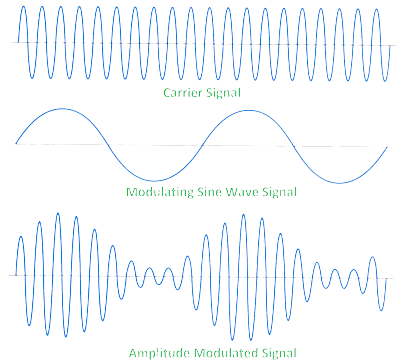 Carrier Signal
Modulating Sine Wave Signal
Amplitude Modulated Signal